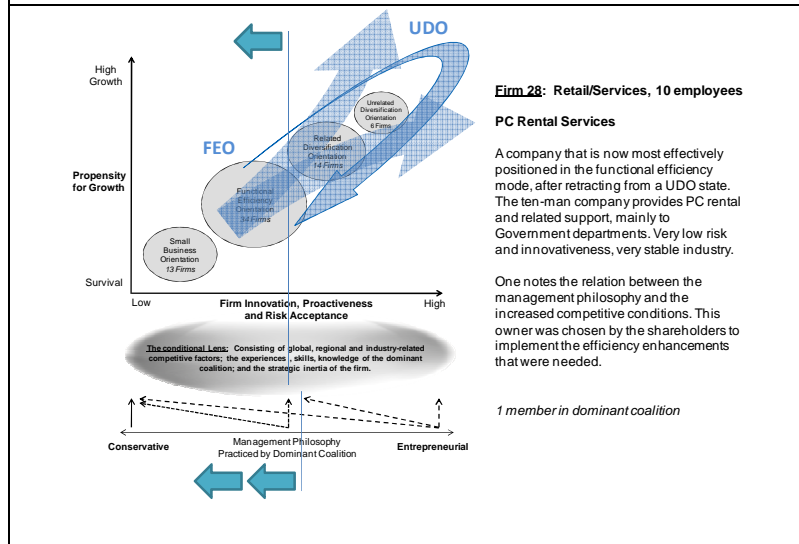 UDO
High
Growth
FEO
Propensity
for Growth
Unrelated
Diversification
Orientation
6 Firms
Related
Diversification
Orientation
14 Firms
Functional
Efficiency
Orientation
34 Firms
Small
Business
Orientation
13 Firms
Survival
Low
Firm Innovation, Proactiveness
and Risk Acceptance
High
The conditional Lens: Consisting of global, regional and industry-related
competitive factors; the experiences, skills, knowledge of the dominant
coalition; and the strategic inertia of the firm.
Conservative
Management Philosophy
Practiced by Dominant Coalition
Entrepreneurial
Firm 28: Retail/Services, 10 employees
PC Rental Services
A company that is now most effectively
positioned in the functional efficiency
mode, after retracting from a UDO state.
The ten-man company provides PC rental
and related support, mainly to
Government departments. Very low risk
and innovativeness, very stable industry.
One notes the relation between the
management philosophy and the
increased competitive conditions. This
owner was chosen by the shareholders to
implement the efficiency enhancements
that were needed.
1 member in dominant coalition